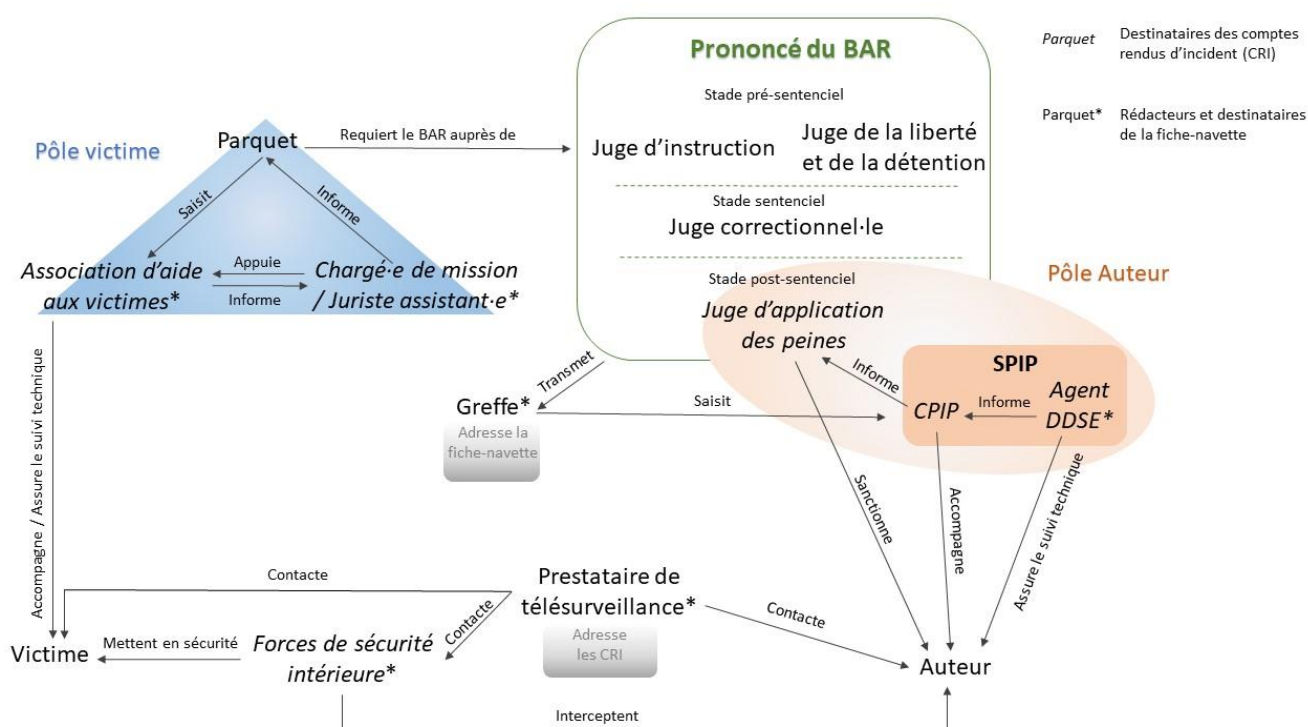 Prononcé du BAR
Parquet
Destinataires des comptes
rendus d'incident (CRI)
Parquet*
Rédacteurs et destinataires
de la fiche-navette
Stade pré-sentenciel
Pôle victime
Parquet
Requiert le BAR auprès de
Juge d'instruction
Juge de la liberté
et de la détention
Saisit
Informe
Stade sentenciel
Juge correctionnel·le
Association d'aide
aux victimes*
Appuie
Informe
Chargé·e de mission
/ Juriste assistant·e*
Stade post-sentenciel
Juge d'application
des peines
Pôle Auteur
SPIP
Agent
DDSE*
Informe
CPIP
Informe
Transmet
Greffe*
Saisit
Adresse la
fiche-navette
Accompagne / Assure le suivi technique
Sanctionne
Accompagne
Assure le suivi technique
Contacte
Prestataire de
télésurveillance*
Contacte
Contacte
Adresse
les CRI
Victime
Mettent en sécurité
Forces de sécurité
intérieure*
Auteur
Interceptent